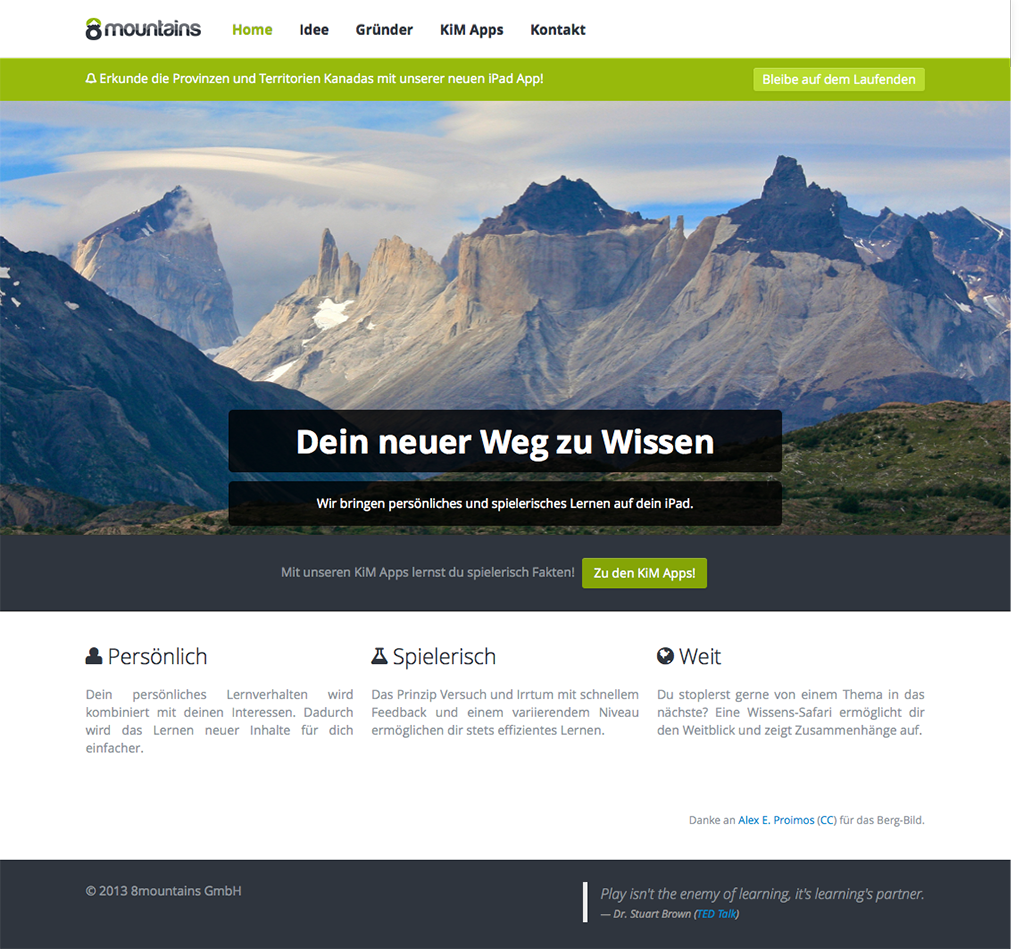 8mountains
Home Idee Gründer KiM Apps Kontakt
Erkunde die Provinzen und Territorien Kanadas mit unserer neuen iPad App!
Bleibe auf dem Laufenden
Dein neuer Weg zu Wissen
Wir bringen persönliches und spielerisches Lernen auf dein iPad.
Mit unseren KiM Apps lernst du spielerisch Fakten!
Zu den KiM Apps!
Persönlich
Dein persönliches Lernverhalten wird
kombiniert mit deinen Interessen. Dadurch
wird das Lernen neuer Inhalte für dich
einfacher.
Spielerisch
Das Prinzip Versuch und Irrtum mit schnellem
Feedback und einem variierendem Niveau
ermöglichen dir stets effizientes Lernen.
Weit
Du stoplerst gerne von einem Thema in das
nächste? Eine Wissens-Safari ermöglicht dir
den Weitblick und zeigt Zusammenhänge auf.
Danke an Alex E. Proimos (CC) für das Berg-Bild.
© 2013 8mountains GmbH
Play isn't the enemy of learning, it's learning's partner.
— Dr. Stuart Brown (TED Talk)